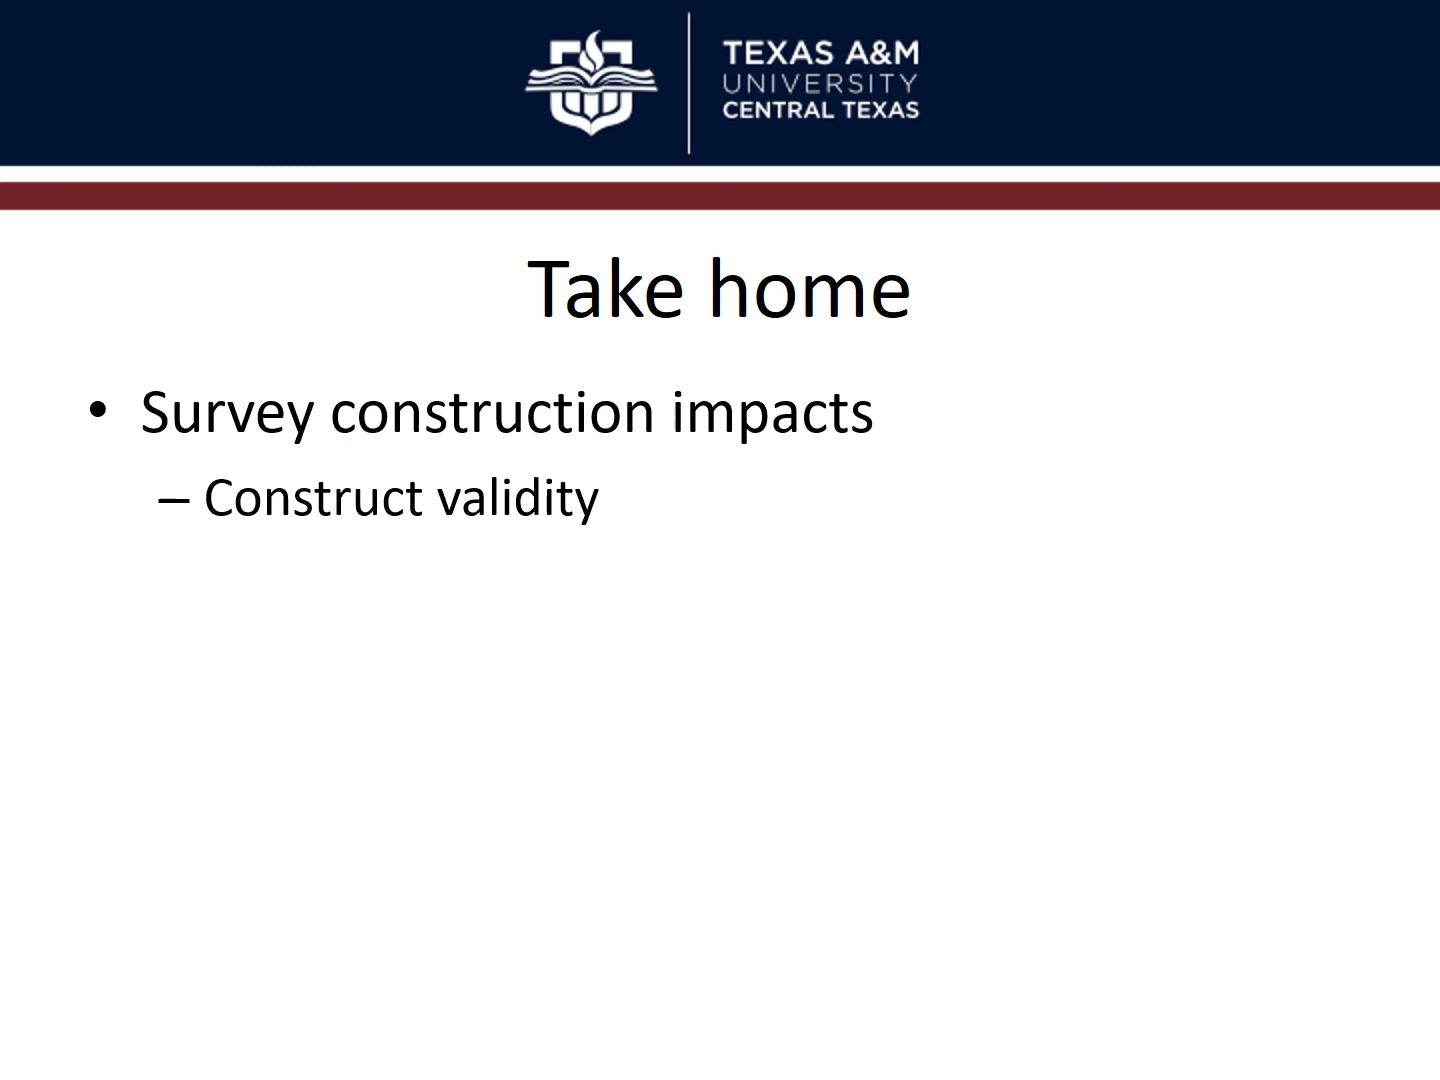 TEXAS A&M
UNIVERSITY
CENTRAL TEXAS
Take home
• Survey construction impacts
– Construct validity